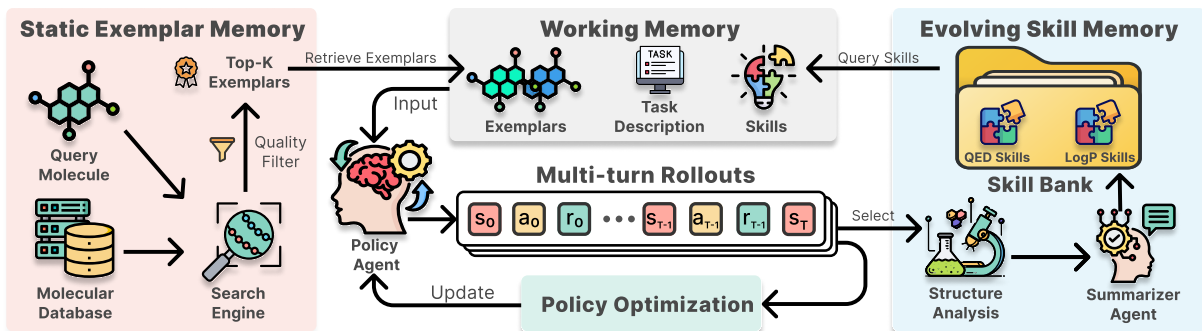 Static Exemplar Memory
Query
Molecule
Molecular
Database
Top-K
Exemplars
Quality
Filter
Search
Engine
Retrieve Exemplars
Working Memory
Exemplars
TASK
Task
Description
Skills
Input
Policy
Agent
Multi-turn Rollouts
s0 a0 r0 ••• sT-1 aT-1 rT-1 sT
Update
Policy Optimization
Select
Query Skills
Evolving Skill Memory
QED Skills
LogP Skills
Skill Bank
Structure
Analysis
Summarizer
Agent